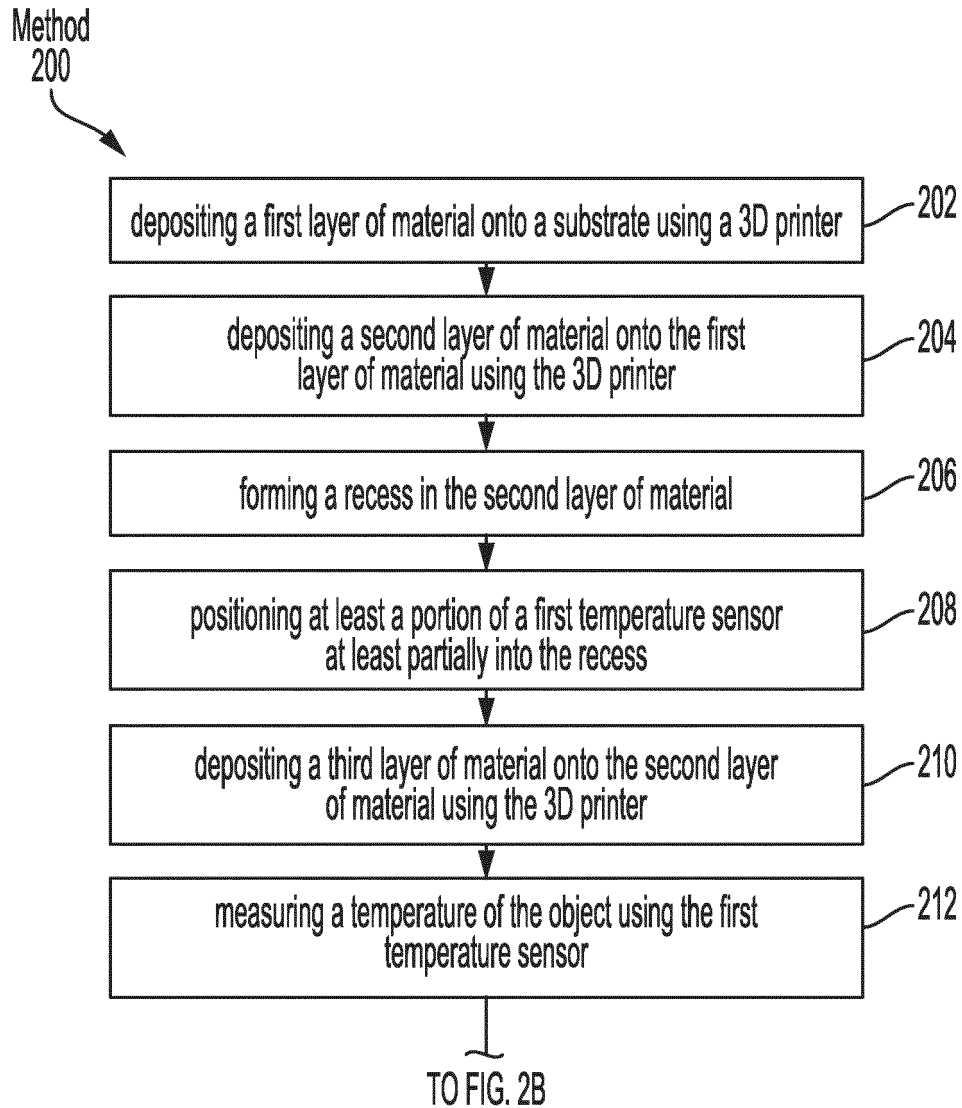 Method
200
depositing a first layer of material onto a substrate using a 3D printer
202
depositing a second layer of material onto the first
layer of material using the 3D printer
204
forming a recess in the second layer of material
206
positioning at least a portion of a first temperature sensor
at least partially into the recess
208
depositing a third layer of material onto the second layer
of material using the 3D printer
210
measuring a temperature of the object using the first
temperature sensor
212
TO FIG. 2B